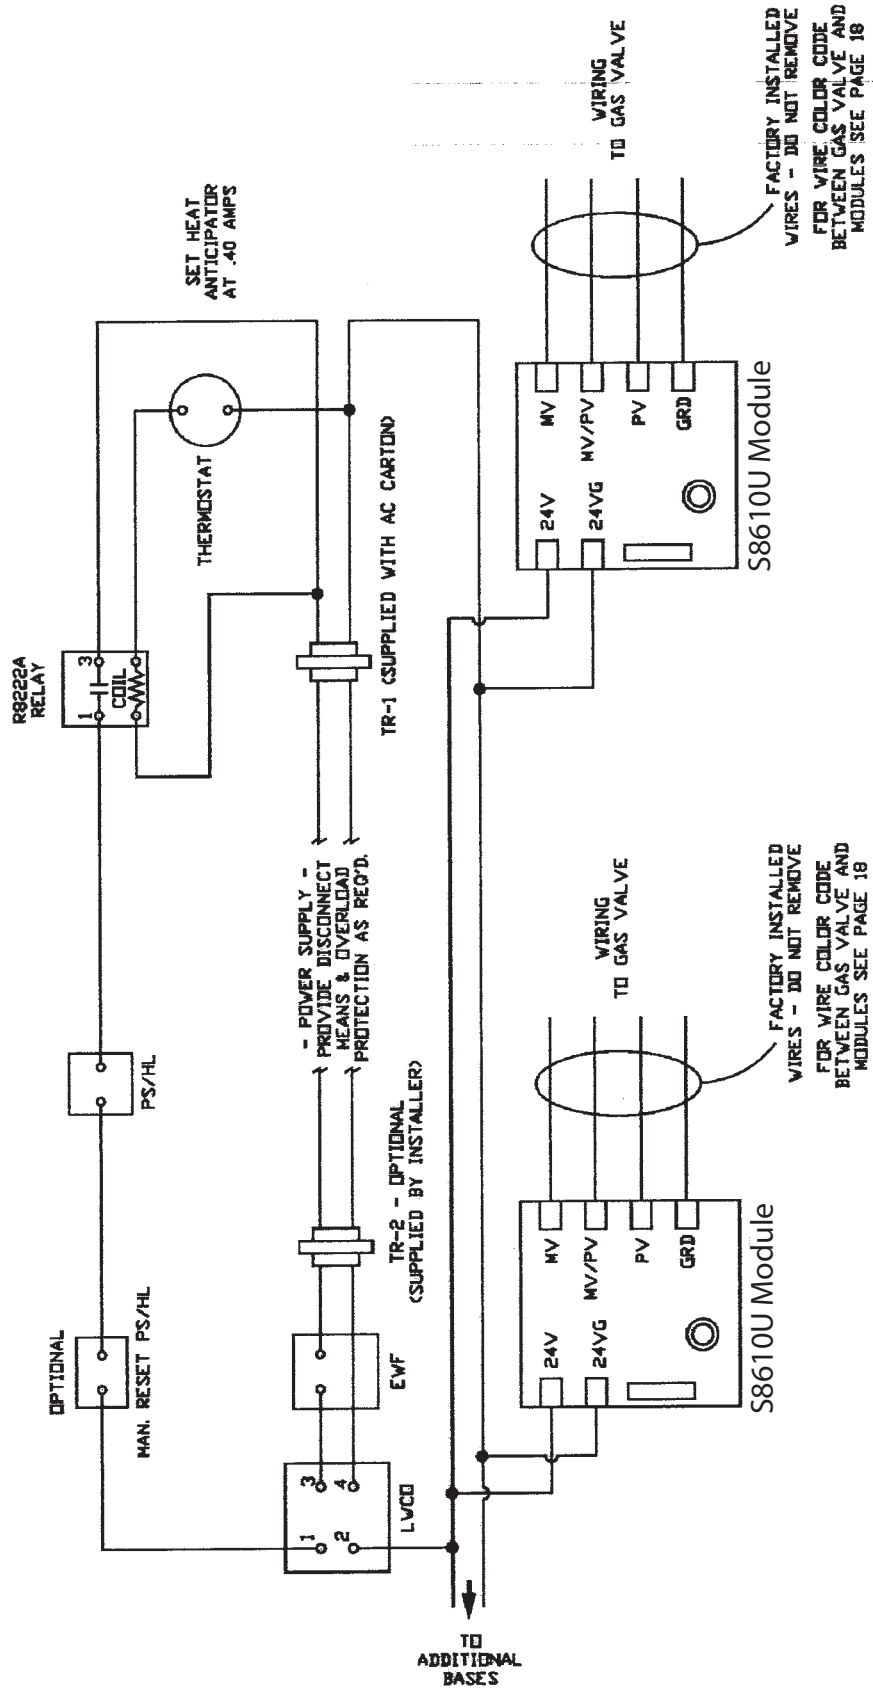 SET HEAT
ANTICIPATOR
AT .40 AMPS
WIRING
TO GAS VALVE
FACTORY INSTALLED
WIRES - DO NOT REMOVE
FOR WIRE COLOR CODE
BETWEEN GAS VALVE AND
MODULES SEE PAGE 18
R8222A
RELAY
1
3
COIL
THERMOSTAT
TR-1 (SUPPLIED WITH AC CARTON)
24V
24VG
MV
MV/PV
PV
GRD
S8610U Module
- POWER SUPPLY -
PROVIDE DISCONNECT
MEANS & OVERLOAD
PROTECTION AS REQ'D.
PS/HL
TR-2 - OPTIONAL
(SUPPLIED BY INSTALLER)
WIRING
TO GAS VALVE
FACTORY INSTALLED
WIRES - DO NOT REMOVE
FOR WIRE COLOR CODE
BETWEEN GAS VALVE AND
MODULES SEE PAGE 18
OPTIONAL
MAN. RESET PS/HL
EWF
1
3
2
4
LWCO
24V
24VG
MV
MV/PV
PV
GRD
S8610U Module
TO
ADDITIONAL
BASES